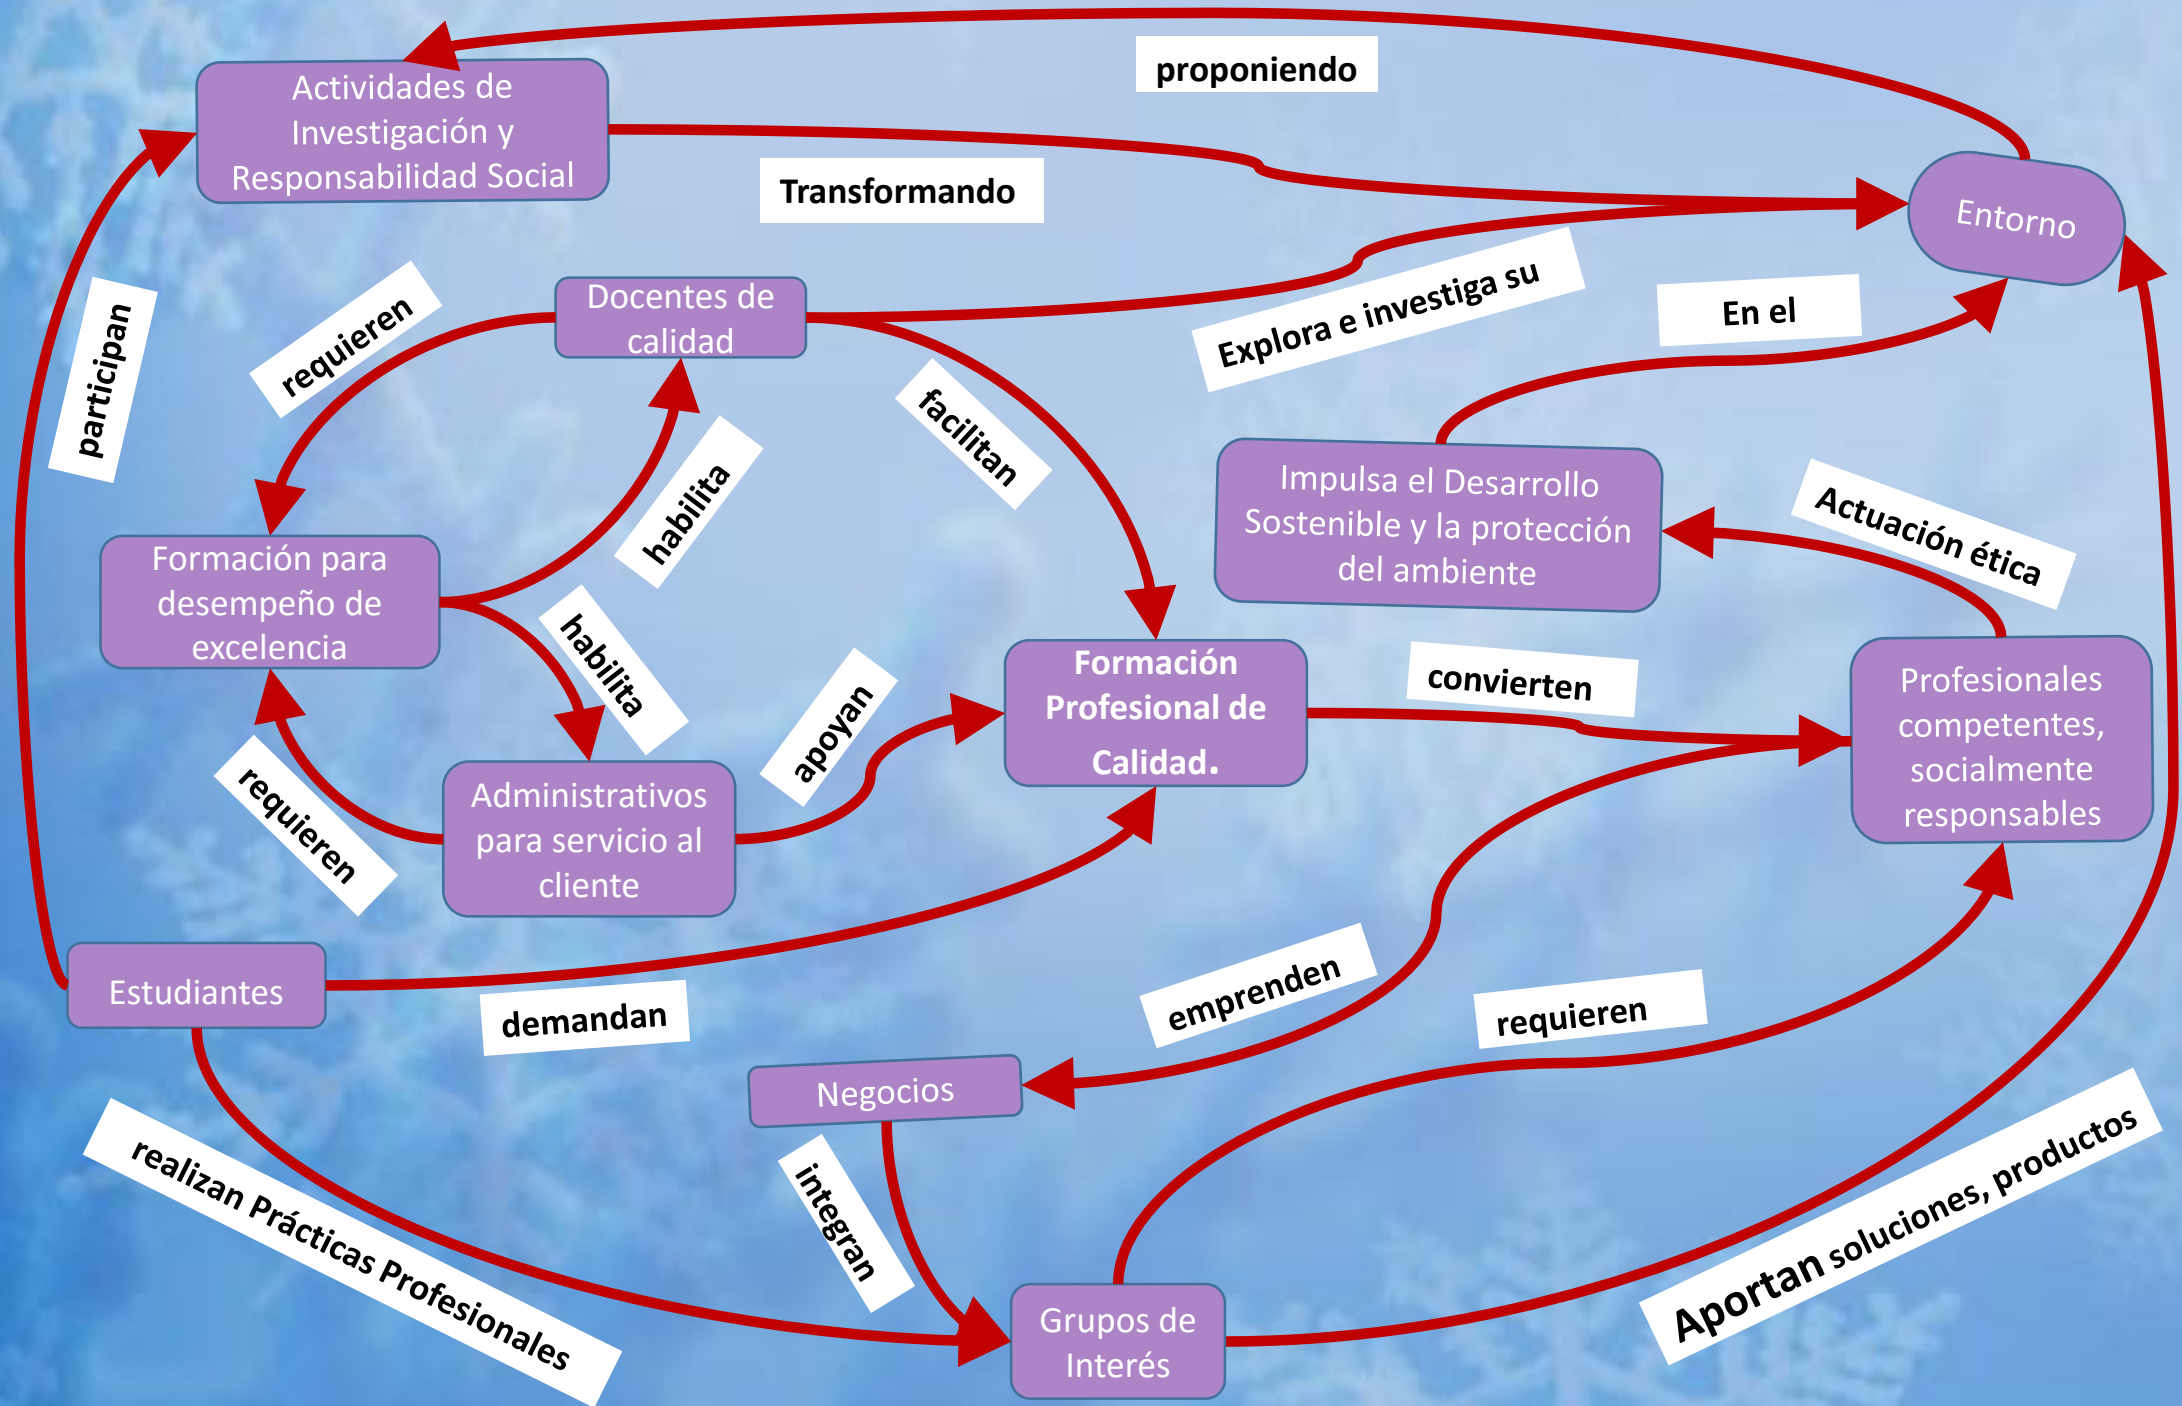 proponiendo
Actividades de
Investigación y
Responsabilidad Social
Transformando
Entorno
participan
requieren
Docentes de
calidad
Explora e investiga su
En el
facilitan
habilita
Impulsa el Desarrollo
Sostenible y la protección
del ambiente
Actuación ética
Formación para
desempeño de
excelencia
habilita
apoyan
Formación
Profesional de
Calidad.
convierten
Profesionales
competentes,
socialmente
responsables
requieren
Administrativos
para servicio al
cliente
Estudiantes
demandan
emprenden
requieren
Negocios
realizan Prácticas Profesionales
integran
Aportan soluciones, productos
Grupos de
Interés